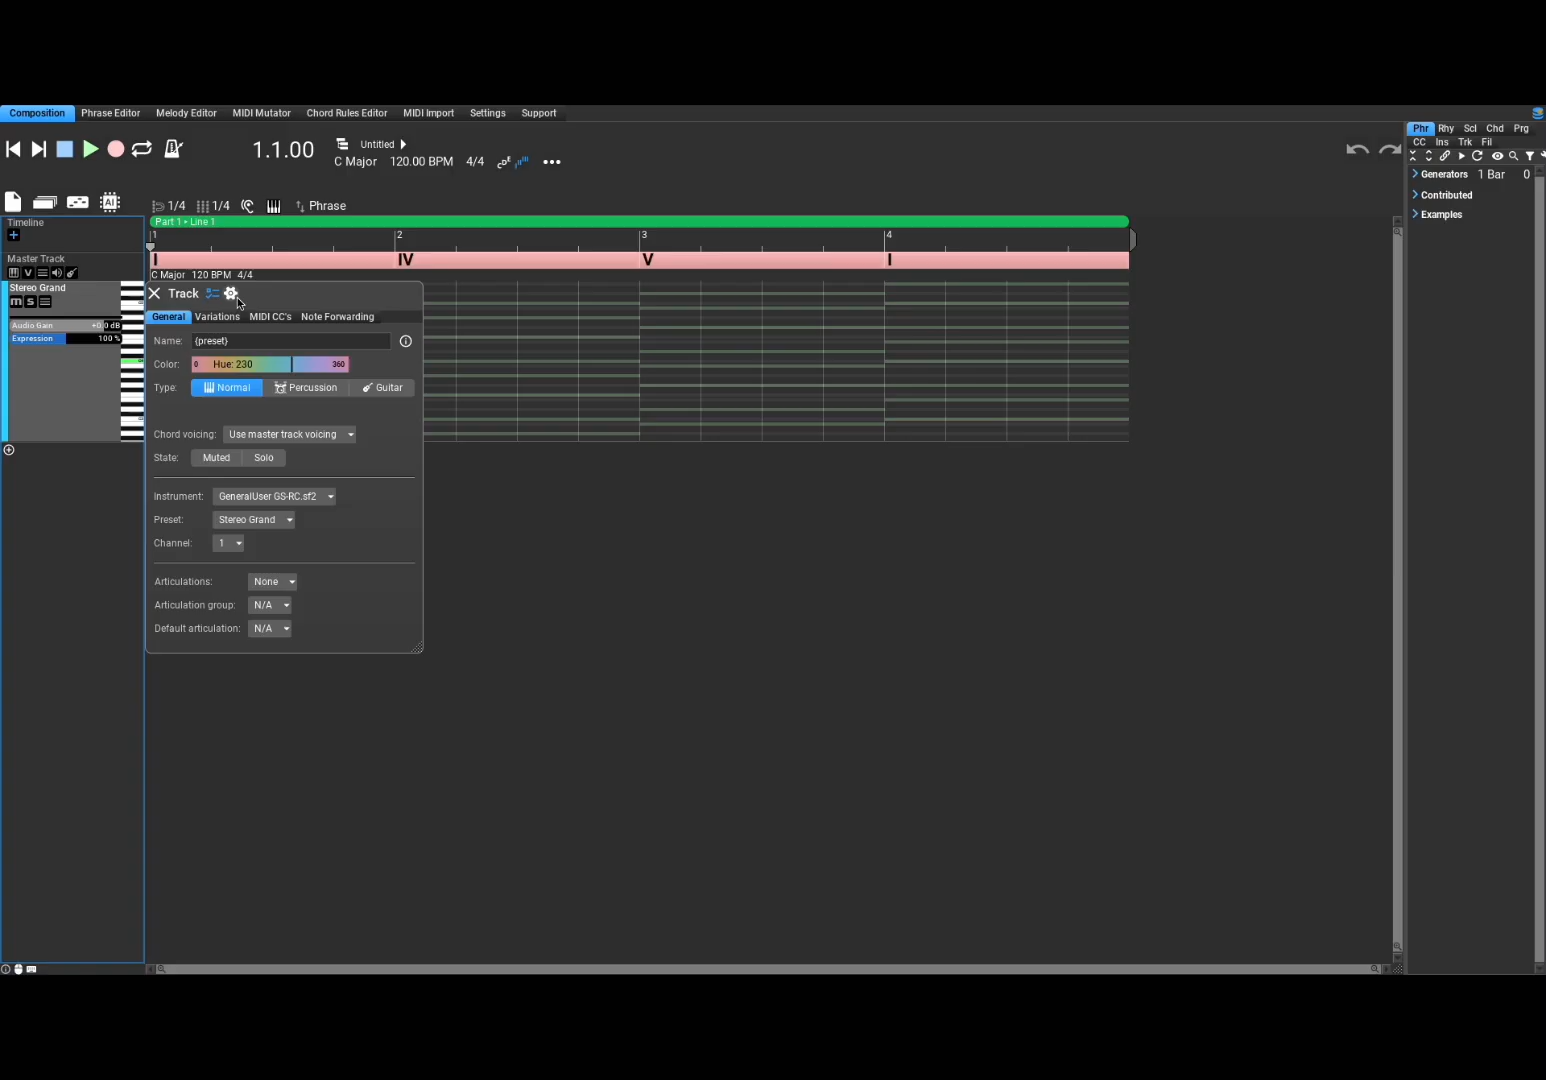 Composition Phrase Editor Melody Editor MIDI Mutator Chord Rules Editor MIDI Import Settings Support
Phr Rhy Scl Chd Prg
CC Ins Trk Fil
Generators 1 Bar 0
Contributed
Examples
1.1.00
Untitled
C Major 120.00 BPM 4/4
AI
1/4 1/4 Phrase
Timeline
Part 1 Line 1
1 2 3 4
Master Track
V
I IV V I
C Major 120 BPM 4/4
Stereo Grand
m s
Audio Gain +0.0 dB
Expression 100 %
Track
General Variations MIDI CC's Note Forwarding
Name: {preset}
Color: 0 Hue: 230 360
Type: Normal Percussion Guitar
Chord voicing: Use master track voicing
State: Muted Solo
Instrument: GeneralUser GS-RC.sf2
Preset: Stereo Grand
Channel: 1
Articulations: None
Articulation group: N/A
Default articulation: N/A